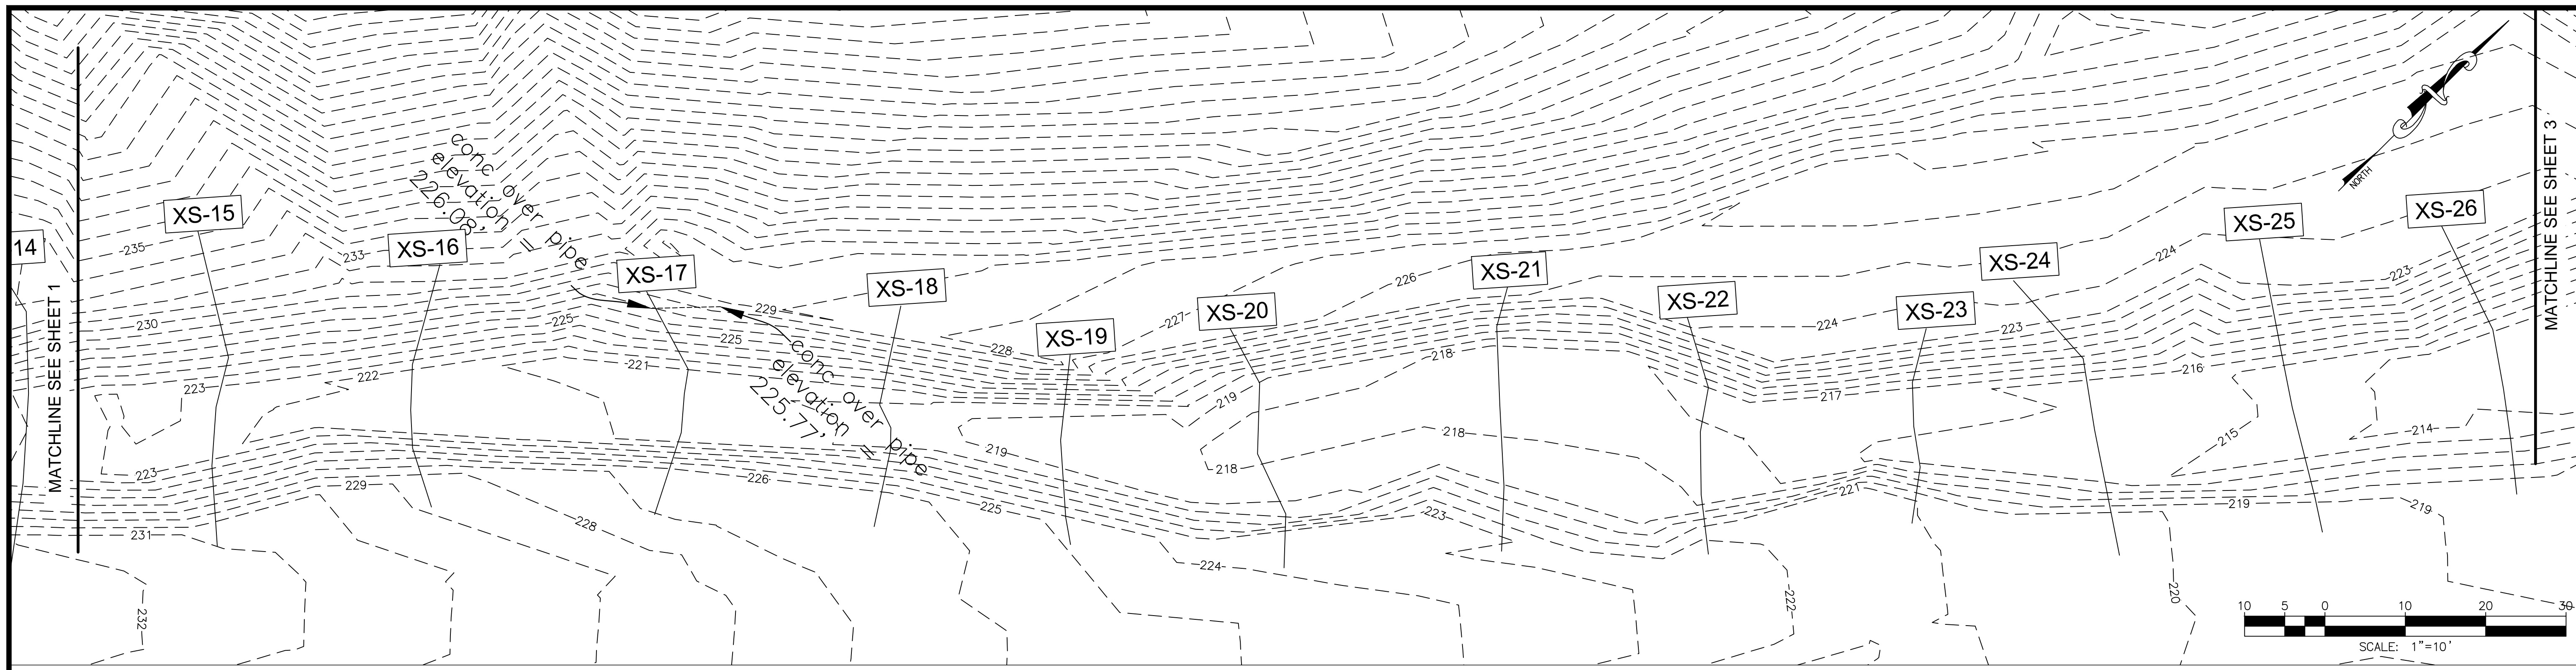 MATCHLINE SEE SHEET 1
MATCHLINE SEE SHEET 3
NORTH
14
XS-15
XS-16
XS-17
XS-18
XS-19
XS-20
XS-21
XS-22
XS-23
XS-24
XS-25
XS-26
conc over pipe
elevation =
226.08'
conc over pipe
elevation =
225.77'
235
233
230
229
228
227
226
225
225
224
224
223
223
223
222
221
219
218
217
216
223
219
218
218
215
214
231
229
228
226
225
224
223
221
219
219
232
222
220
10 5 0 10 20 30
SCALE: 1"=10'